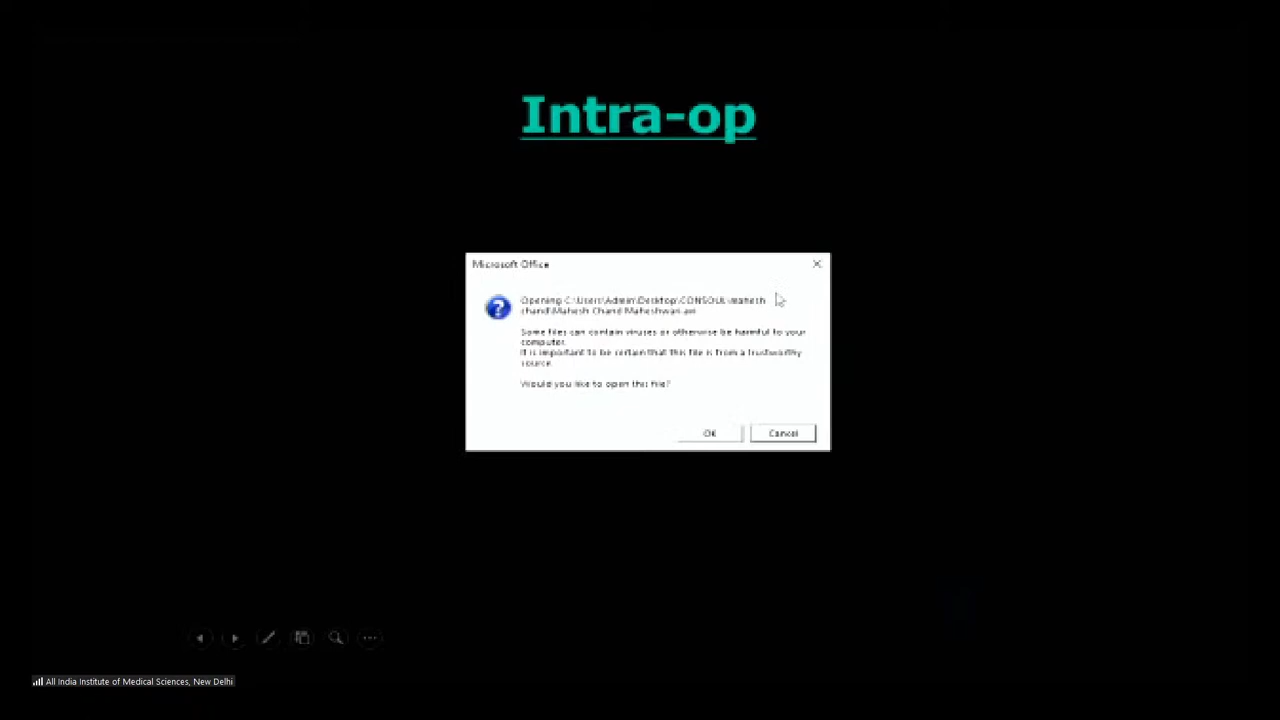 Intra-op
Microsoft Office
Opening C:\Users\Admin\Desktop\CONSOUL-mahesh
chand\Mahesh Chand Maheshwari-avi
Some files can contain viruses or otherwise be harmful to your
computer.
It is important to be certain that this file is from a trustworthy
source.
Would you like to open this file?
OK Cancel
All India Institute of Medical Sciences, New Delhi